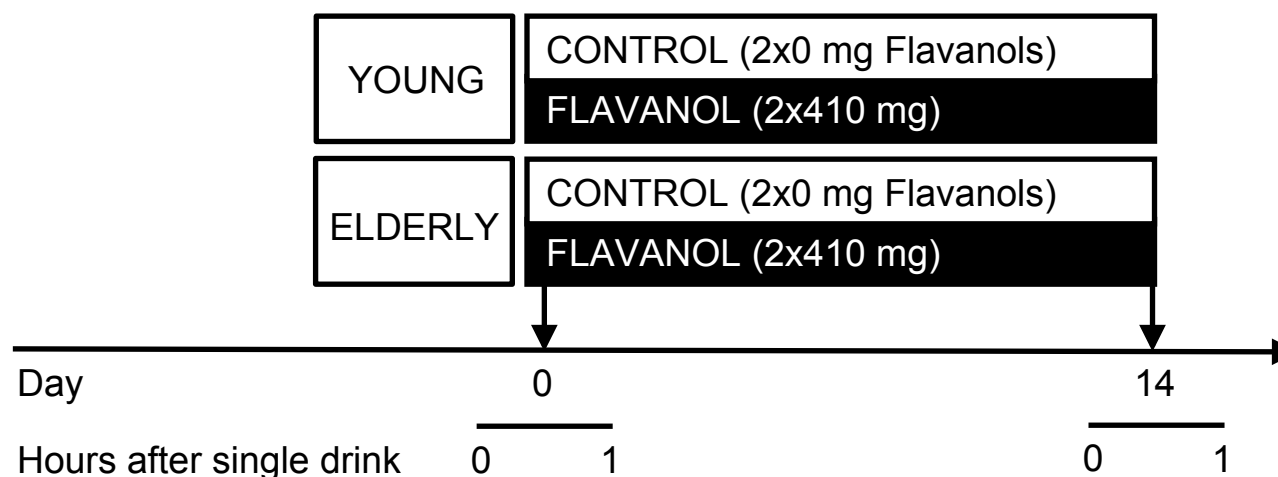 YOUNG
CONTROL (2x0 mg Flavanols)
FLAVANOL (2x410 mg)
ELDERLY
CONTROL (2x0 mg Flavanols)
FLAVANOL (2x410 mg)
Day 0 14
Hours after single drink 0 1 0 1